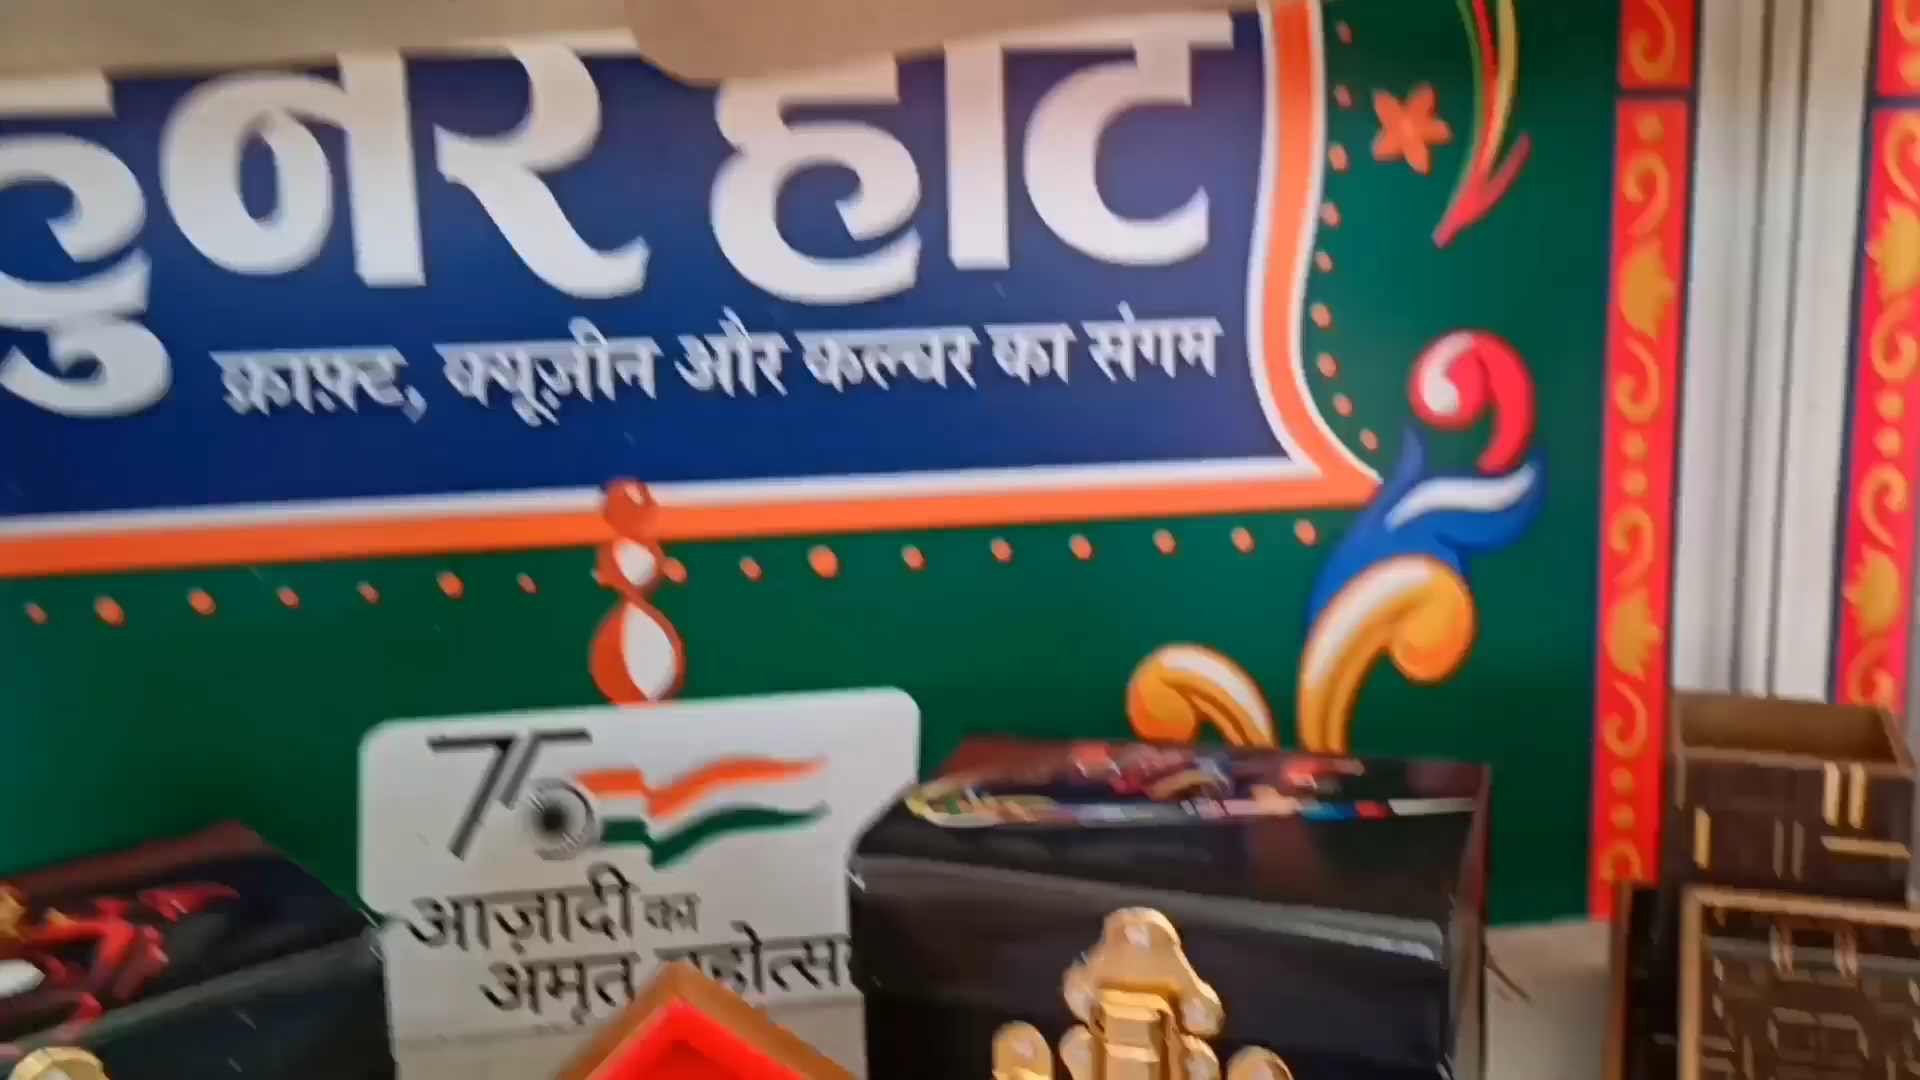 हुनर हाट
क्राफ़्ट, क्यूज़ीन और कल्चर का संगम
75
आज़ादी का
अमृत महोत्सव